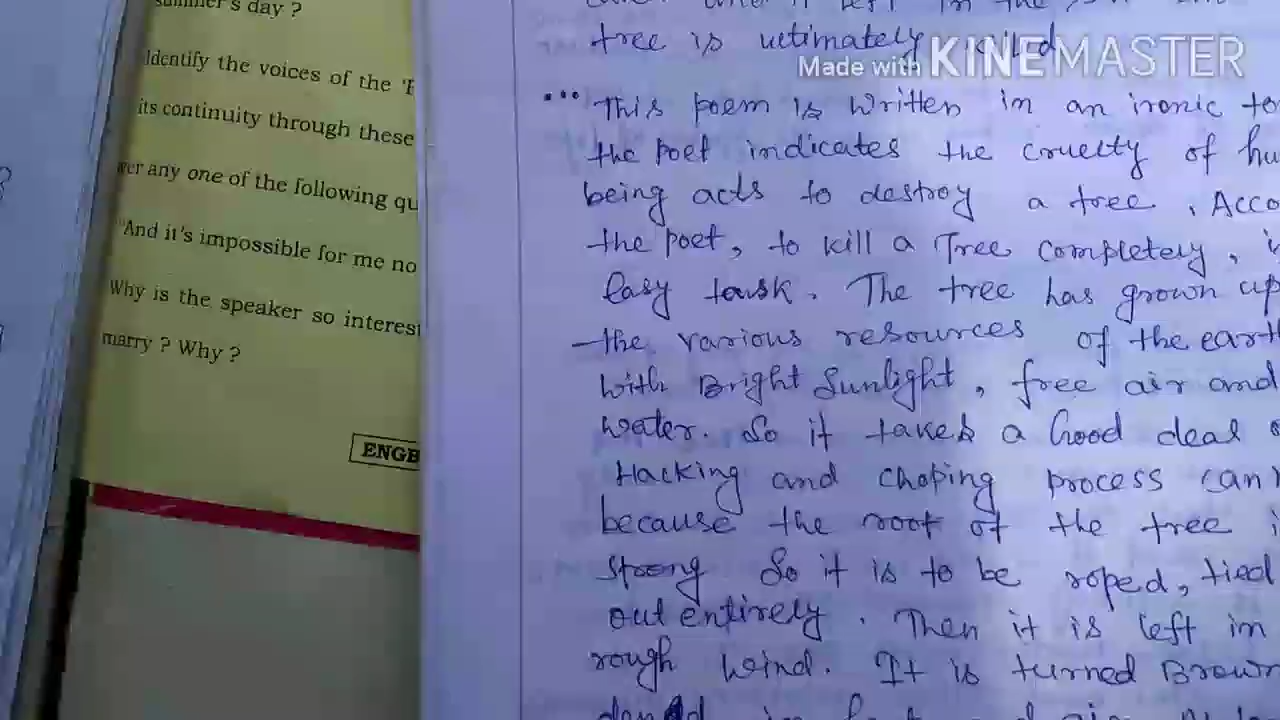 summer's day ?
Identify the voices of the
its continuity through these
any one of the following qu
"And it's impossible for me no
Why is the speaker so interest
marry ? Why ?
ENGB
tree is ultimately
Made with KINEMASTER
This poem is written in an ironic to
the poet indicates the cruelty of hu
being acts to destroy a tree . Acco
the poet, to kill a Tree completely,
Easy task. The tree has grown up
the various resources of the eart
with Bright Sunlight, free air and
water. So it takes a Good deal
Hacking and choping process can
because the root of the tree
strong So it is to be roped, tied
out entirely. Then it is left in
rough wind. It is turned Brown